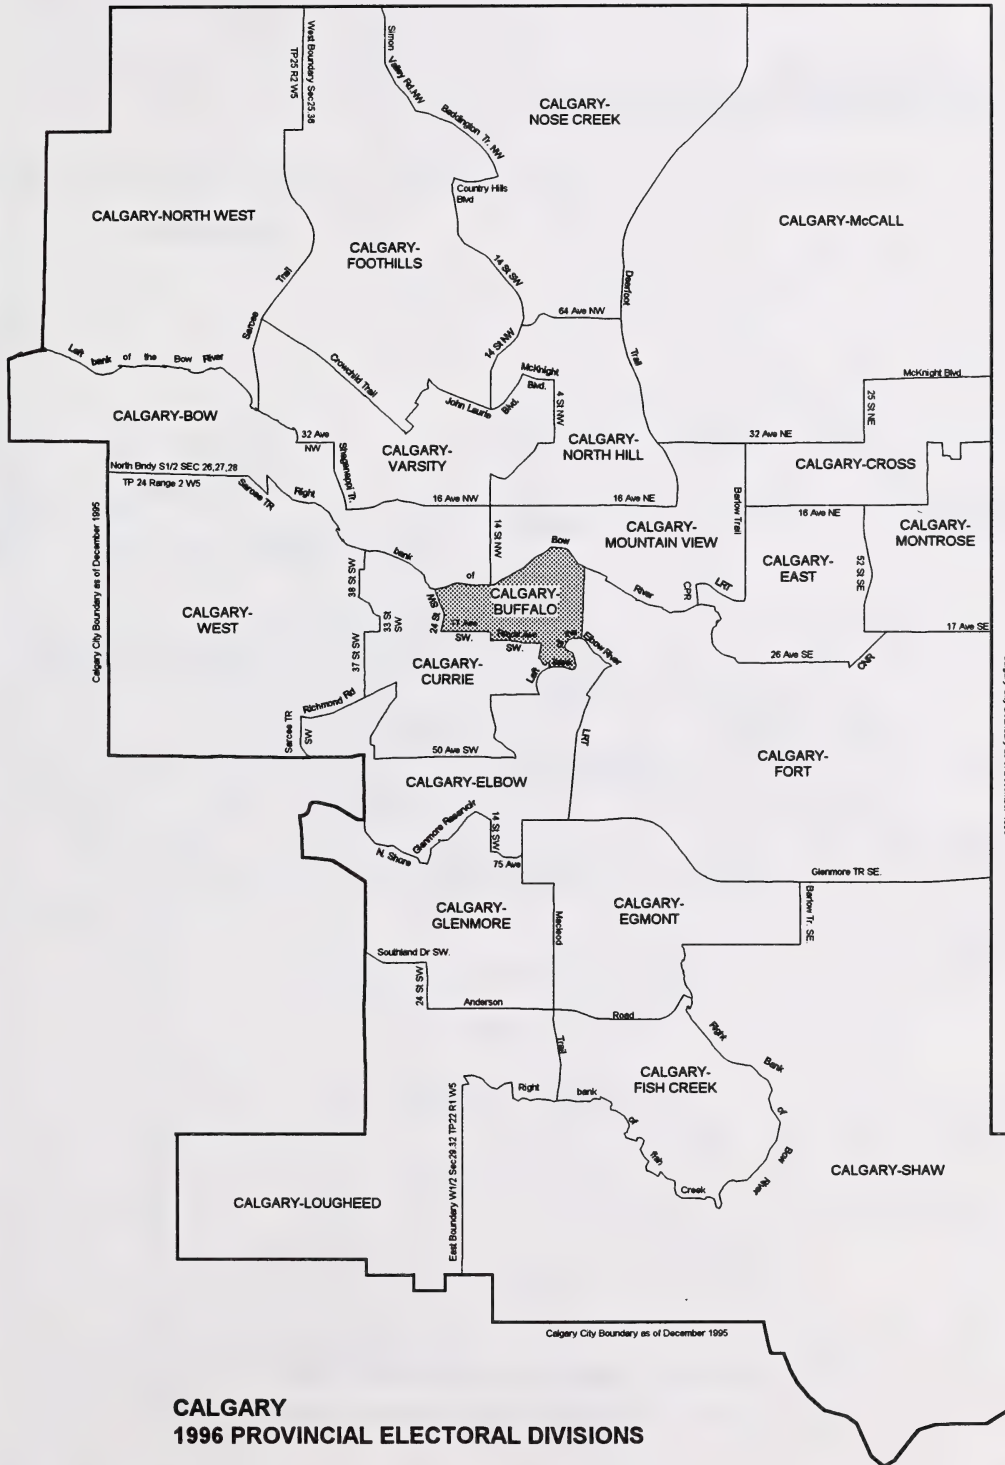 West Boundary Sec25.36
TP25 R2 W5
Simon
Valley Rd.NW
Beddington Tr. NW
CALGARY-
NOSE CREEK
Country Hills
Blvd
CALGARY-NORTH WEST
CALGARY-McCALL
CALGARY-
FOOTHILLS
14 St SW
Sarcee
Trail
Deerfoot
Trail
64 Ave NW
14 St NW
Left bank of the Bow River
Crowchild Trail
John Laurie
Blvd.
McKnight
Blvd.
4 St NW
McKnight Blvd.
25 St NE
CALGARY-BOW
32 Ave
NW
Shaganappi Tr.
CALGARY-
VARSITY
CALGARY-
NORTH HILL
32 Ave NE
CALGARY-CROSS
North Bndy S1/2 SEC 26,27,28
TP 24 Range 2 W5
Sarcee TR
Right
bank
of
Bow
River
16 Ave NW
16 Ave NE
Barlow Trail
16 Ave NE
CALGARY-
MONTROSE
CALGARY-
MOUNTAIN VIEW
14 St NW
CALGARY-
EAST
52 St SE
Calgary City Boundary as of December 1995
38 St SW
33 St
SW
37 St SW
24 St
SW
CALGARY-
BUFFALO
17 Ave
SW.
Royal Ave
SW.
Elbow River
Left
bank
CPR
LRT
17 Ave SE
26 Ave SE
CNR
CALGARY-
WEST
CALGARY-
CURRIE
Richmond Rd
Sarcee TR
SW
50 Ave SW
LRT
CALGARY-
FORT
CALGARY-ELBOW
N. Shore
Glenmore Reservoir
14 St SW
75 Ave
Glenmore TR SE.
Barlow Tr. SE
CALGARY-
GLENMORE
CALGARY-
EGMONT
Macleod
Trail
Southland Dr SW.
24 St SW
Anderson
Road
Right
Bank
of
Bow
River
CALGARY-
FISH CREEK
Right
bank
of
fish
Creek
East Boundary W1/2 Sec29.32 TP22 R1 W5
CALGARY-SHAW
CALGARY-LOUGHEED
Calgary City Boundary as of December 1995
CALGARY
1996 PROVINCIAL ELECTORAL DIVISIONS